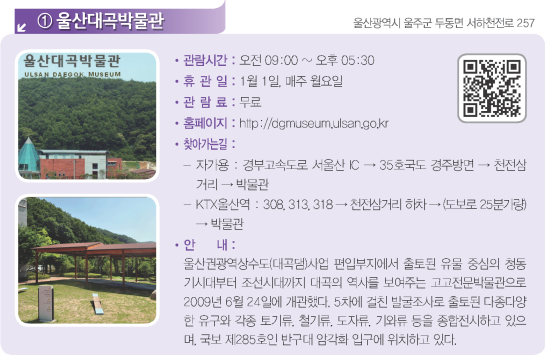 ① 울산대곡박물관
울산광역시 울주군 두동면 서하천전로 257
울산대곡박물관
ULSAN DAEGOK MUSEUM
• 관람시간 : 오전 09:00 ~ 오후 05:30
• 휴 관 일 : 1월 1일, 매주 월요일
• 관 람 료 : 무료
• 홈페이지 : http://dgmuseum.ulsan.go.kr
• 찾아가는길 :
– 자가용 : 경부고속도로 서울산 IC → 35호국도 경주방면 → 천전삼
거리 → 박물관
– KTX울산역 : 308, 313, 318 → 천전삼거리 하차 → (도보로 25분가량)
→ 박물관
• 안 내 :
울산권광역상수도(대곡댐)사업 편입부지에서 출토된 유물 중심의 청동
기시대부터 조선시대까지 대곡의 역사를 보여주는 고고전문박물관으로
2009년 6월 24일에 개관했다. 5차에 걸친 발굴조사로 출토된 다종다양
한 유구와 각종 토기류, 철기류, 도자류, 기와류 등을 종합전시하고 있으
며, 국보 제285호인 반구대 암각화 입구에 위치하고 있다.